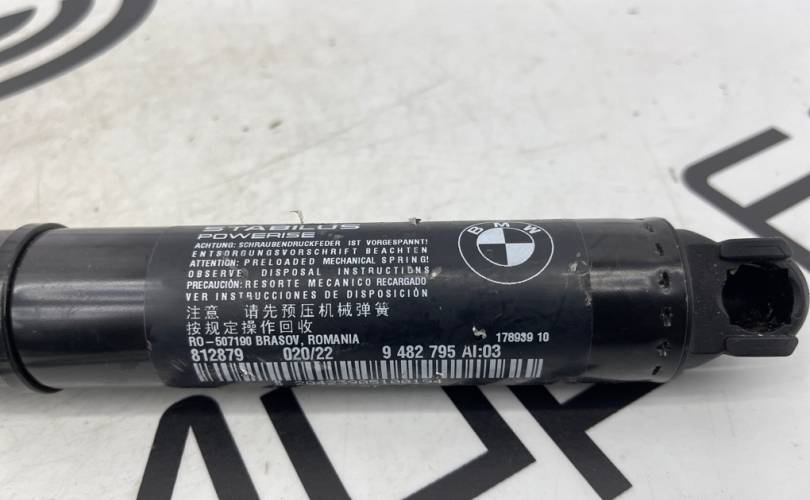 STABILUS
POWERISE
ACHTUNG: SCHRAUBENDRUCKFEDER IST VORGESPANNT!
ENTSORGUNGSVORSCHRIFT BEACHTEN
ATTENTION: PRELOADED MECHANICAL SPRING!
OBSERVE DISPOSAL INSTRUCTIONS
PRECAUCIÓN: RESORTE MECANICO RECARGADO
VER INSTRUCCIONES DE DISPOSICIÓN
注意 请先预压机械弹簧
按规定操作回收
RO-507190 BRASOV, ROMANIA
178939 10
812879 020/22 9 482 795 AI:03
BMW